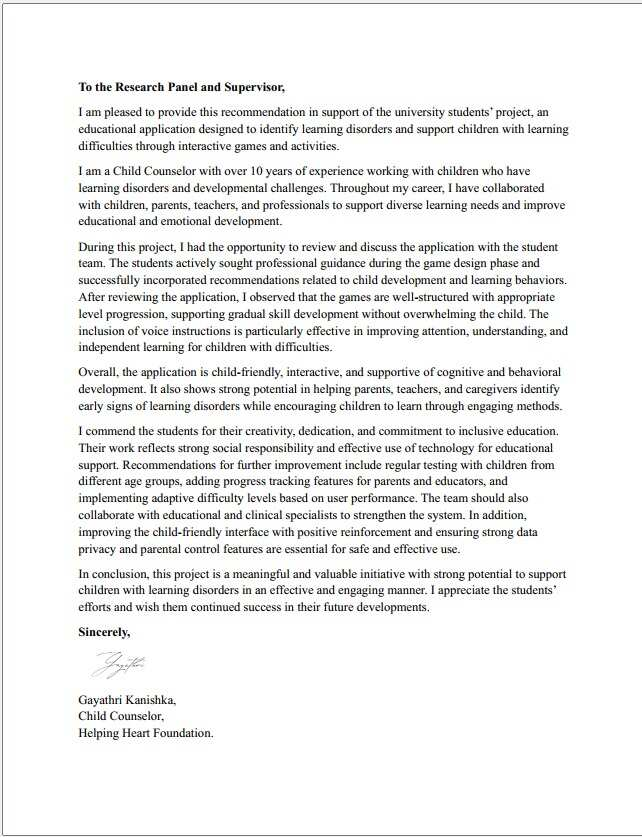 To the Research Panel and Supervisor,
I am pleased to provide this recommendation in support of the university students' project, an
educational application designed to identify learning disorders and support children with learning
difficulties through interactive games and activities.
I am a Child Counselor with over 10 years of experience working with children who have
learning disorders and developmental challenges. Throughout my career, I have collaborated
with children, parents, teachers, and professionals to support diverse learning needs and improve
educational and emotional development.
During this project, I had the opportunity to review and discuss the application with the student
team. The students actively sought professional guidance during the game design phase and
successfully incorporated recommendations related to child development and learning behaviors.
After reviewing the application, I observed that the games are well-structured with appropriate
level progression, supporting gradual skill development without overwhelming the child. The
inclusion of voice instructions is particularly effective in improving attention, understanding, and
independent learning for children with difficulties.
Overall, the application is child-friendly, interactive, and supportive of cognitive and behavioral
development. It also shows strong potential in helping parents, teachers, and caregivers identify
early signs of learning disorders while encouraging children to learn through engaging methods.
I commend the students for their creativity, dedication, and commitment to inclusive education.
Their work reflects strong social responsibility and effective use of technology for educational
support. Recommendations for further improvement include regular testing with children from
different age groups, adding progress tracking features for parents and educators, and
implementing adaptive difficulty levels based on user performance. The team should also
collaborate with educational and clinical specialists to strengthen the system. In addition,
improving the child-friendly interface with positive reinforcement and ensuring strong data
privacy and parental control features are essential for safe and effective use.
In conclusion, this project is a meaningful and valuable initiative with strong potential to support
children with learning disorders in an effective and engaging manner. I appreciate the students'
efforts and wish them continued success in their future developments.
Sincerely,
Gayathri
Gayathri Kanishka,
Child Counselor,
Helping Heart Foundation.